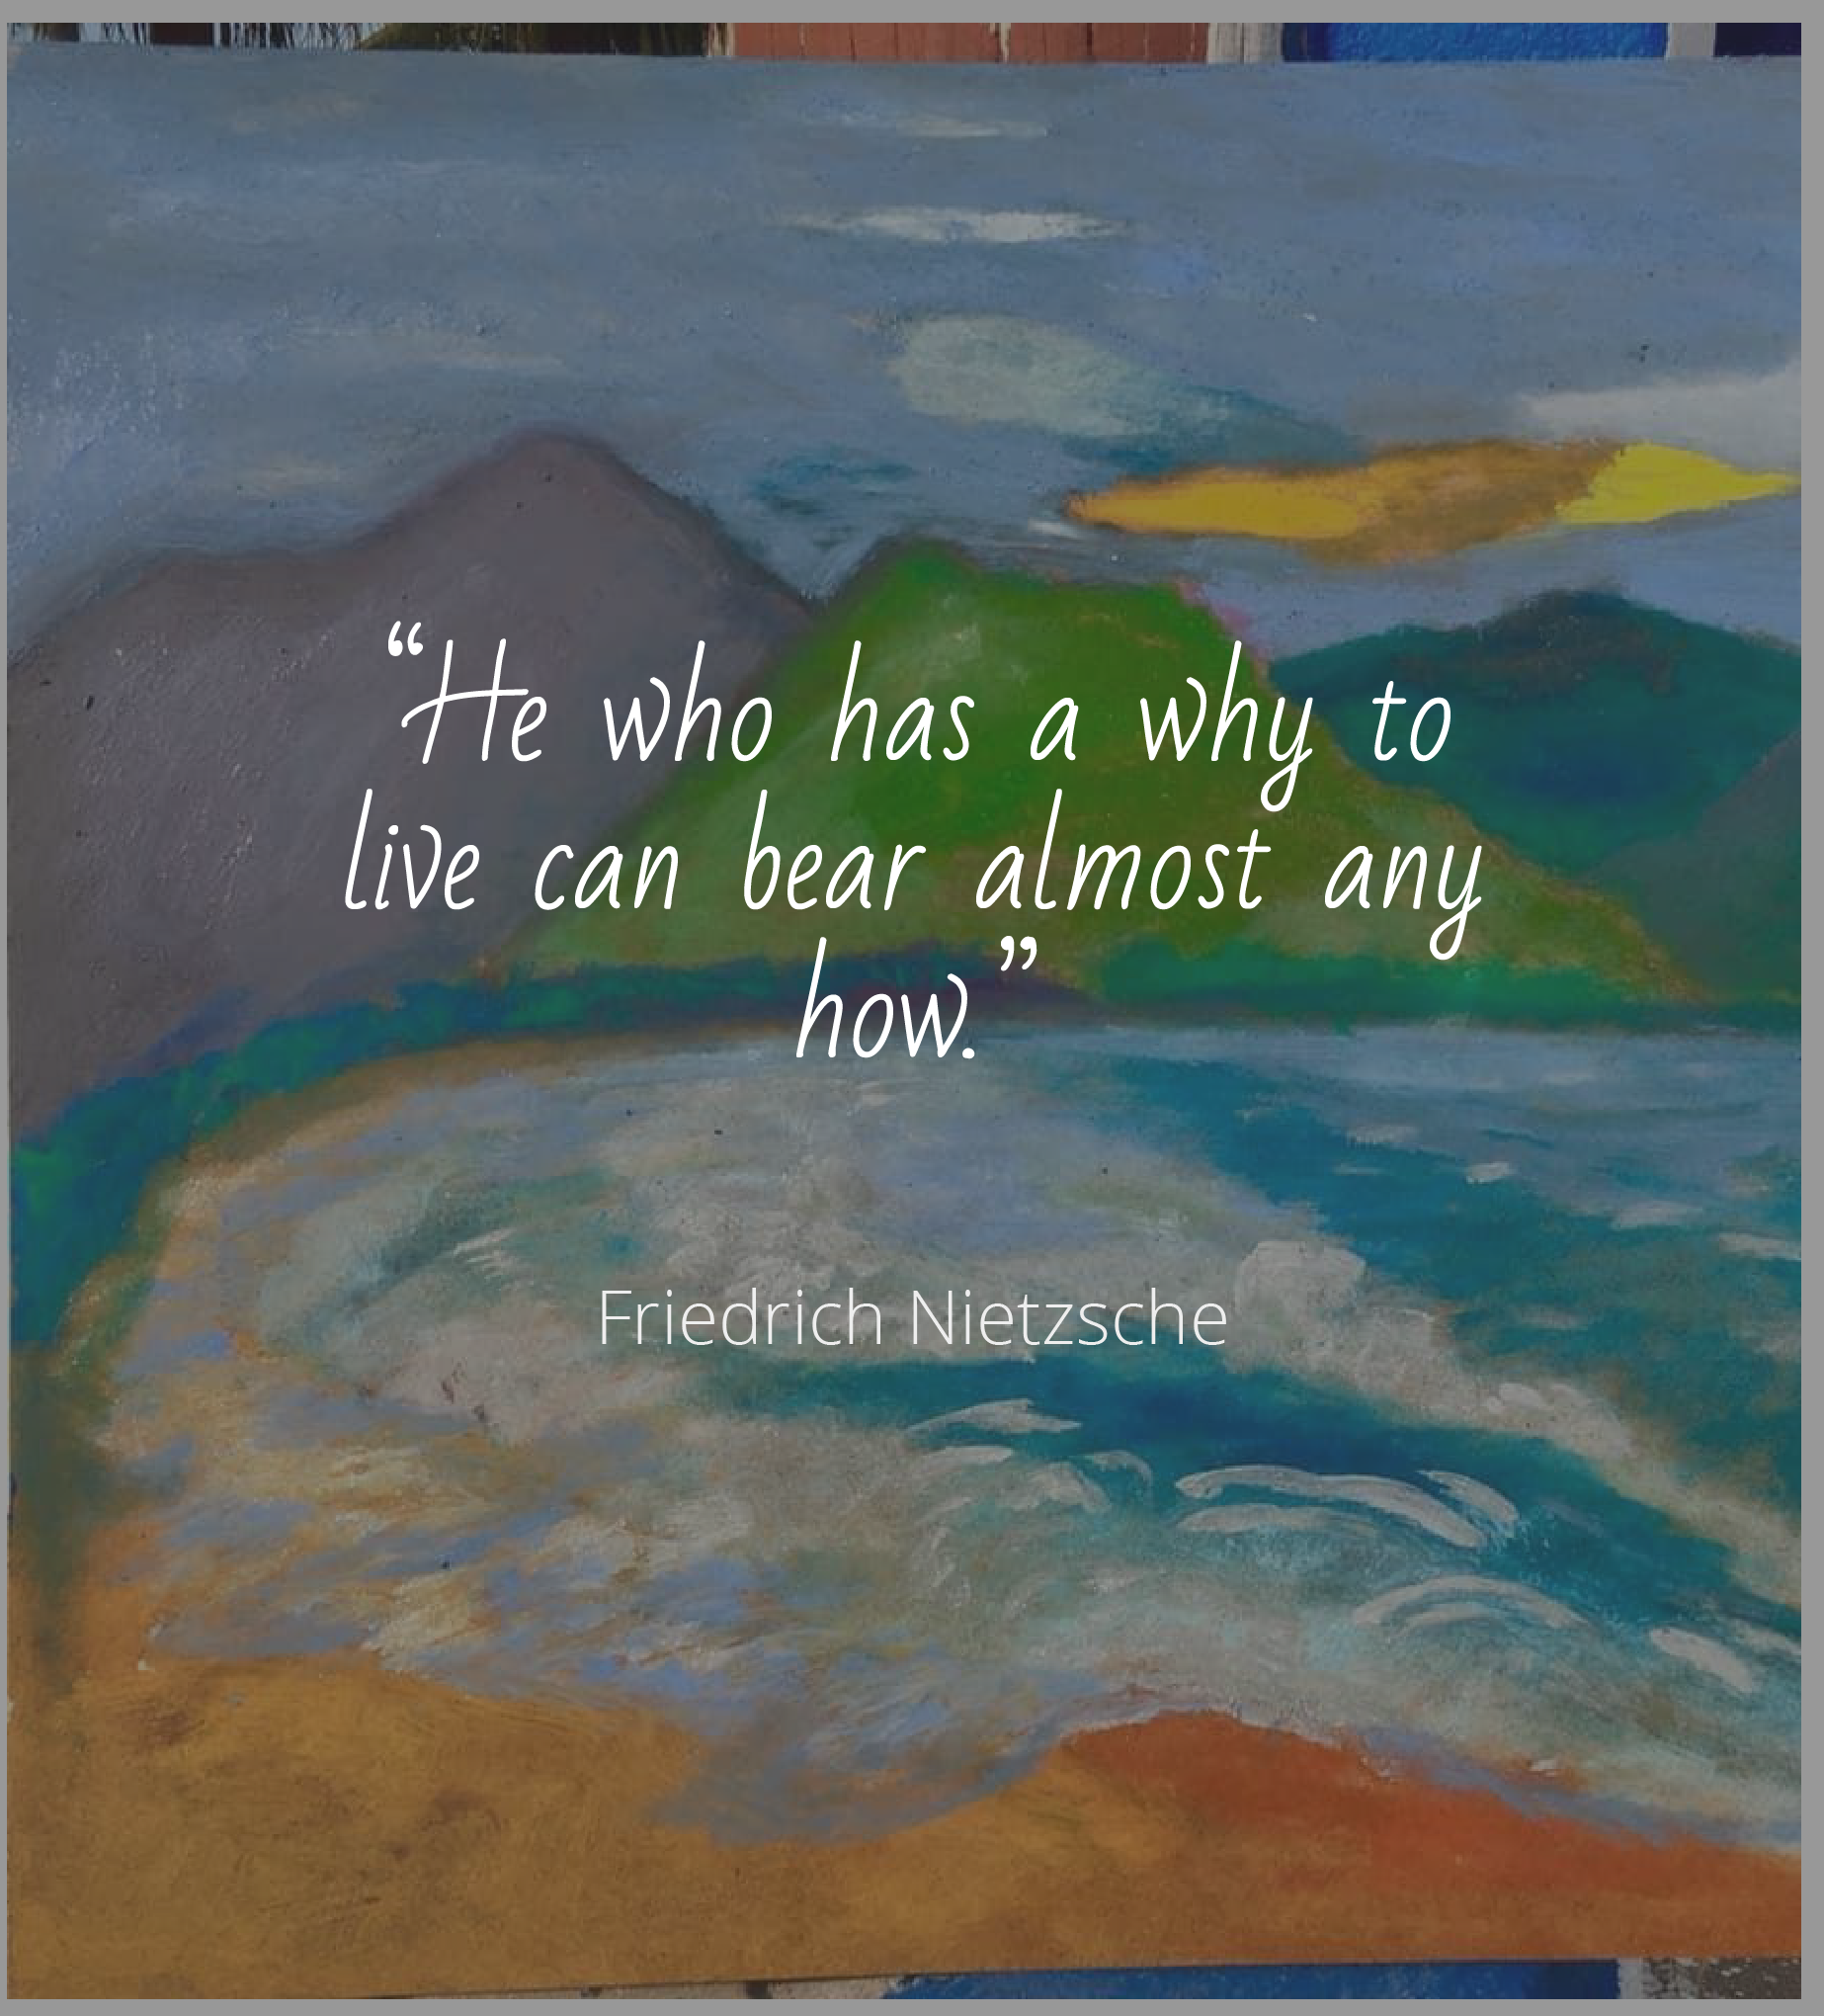 “He who has a why to
live can bear almost any
how.”
Friedrich Nietzsche